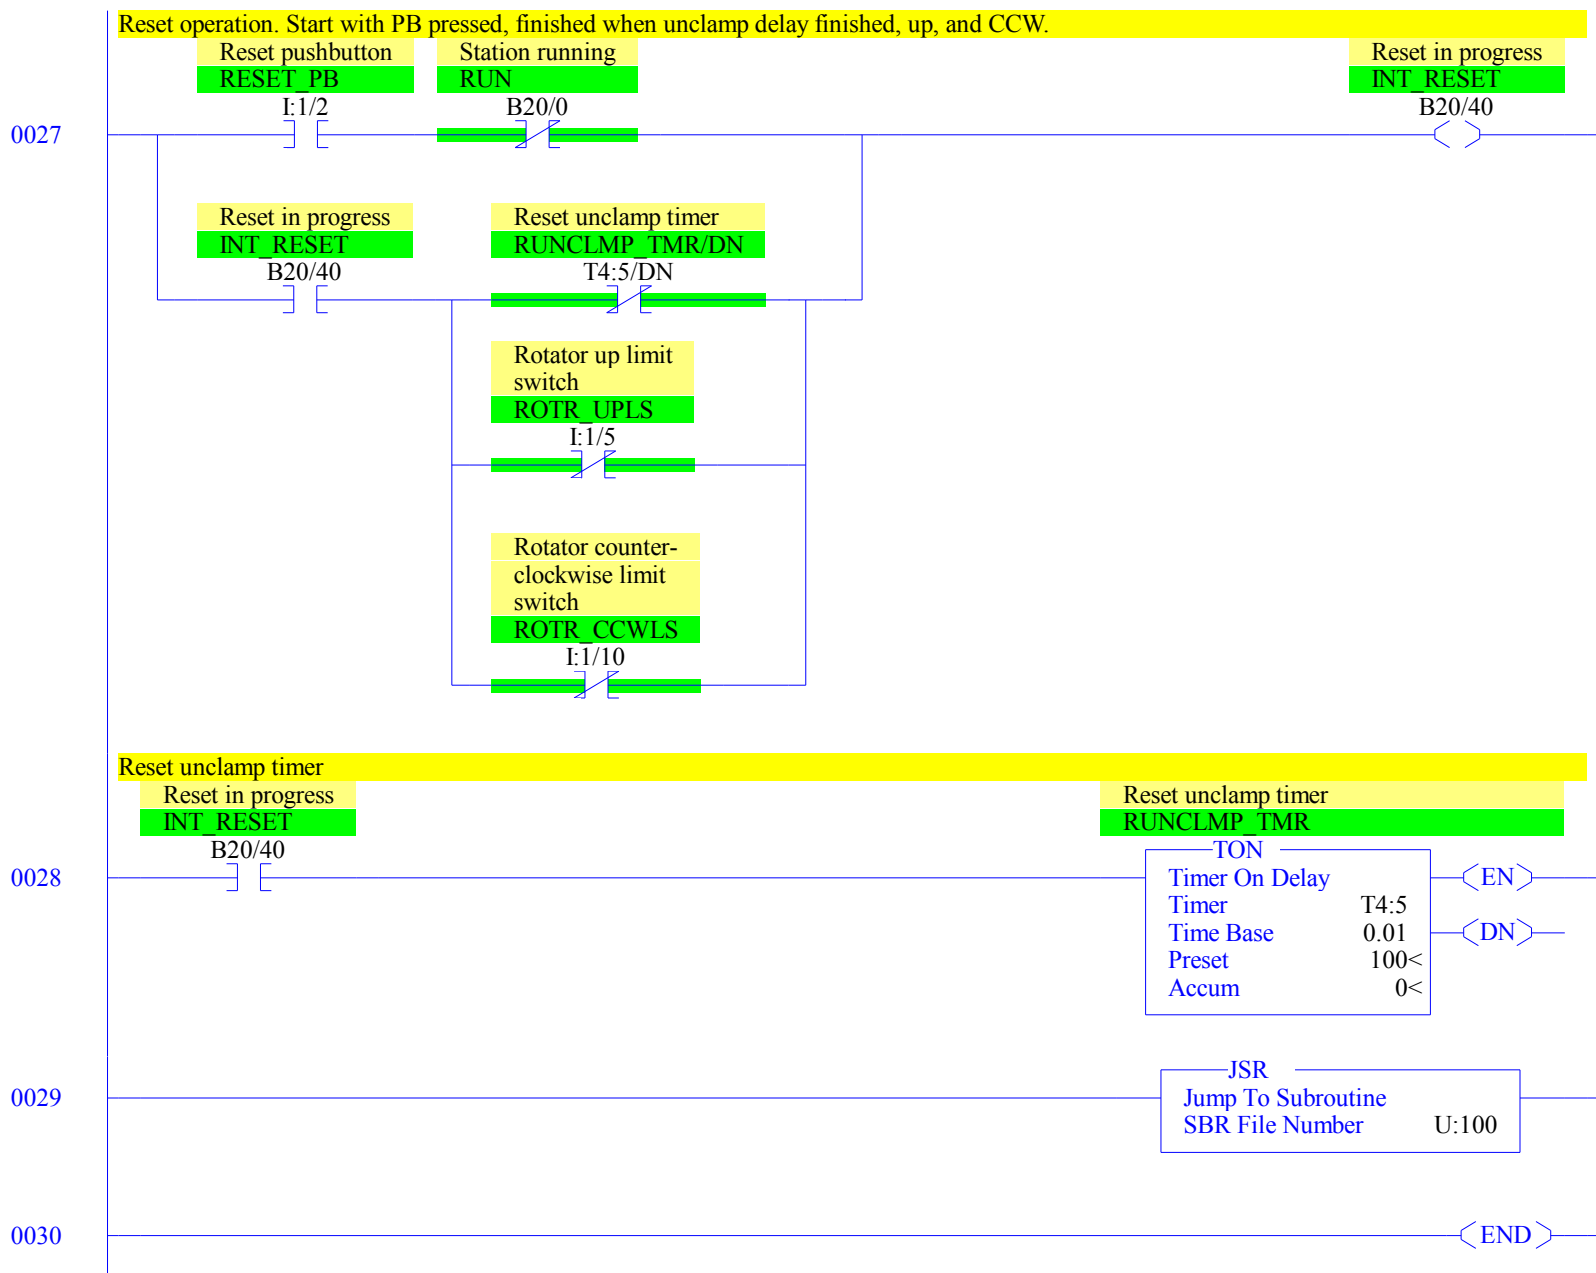 Reset operation. Start with PB pressed, finished when unclamp delay finished, up, and CCW.
Reset pushbutton
RESET_PB
I:1/2
Station running
RUN
B20/0
Reset in progress
INT_RESET
B20/40
0027
Reset in progress
INT_RESET
B20/40
Reset unclamp timer
RUNCLMP_TMR/DN
T4:5/DN
Rotator up limit
switch
ROTR_UPLS
I:1/5
Rotator counter-
clockwise limit
switch
ROTR_CCWLS
I:1/10
Reset unclamp timer
Reset in progress
INT_RESET
B20/40
Reset unclamp timer
RUNCLMP_TMR
0028
TON
Timer On Delay
Timer T4:5
Time Base 0.01
Preset 100<
Accum 0<
EN
DN
0029
JSR
Jump To Subroutine
SBR File Number U:100
0030
END